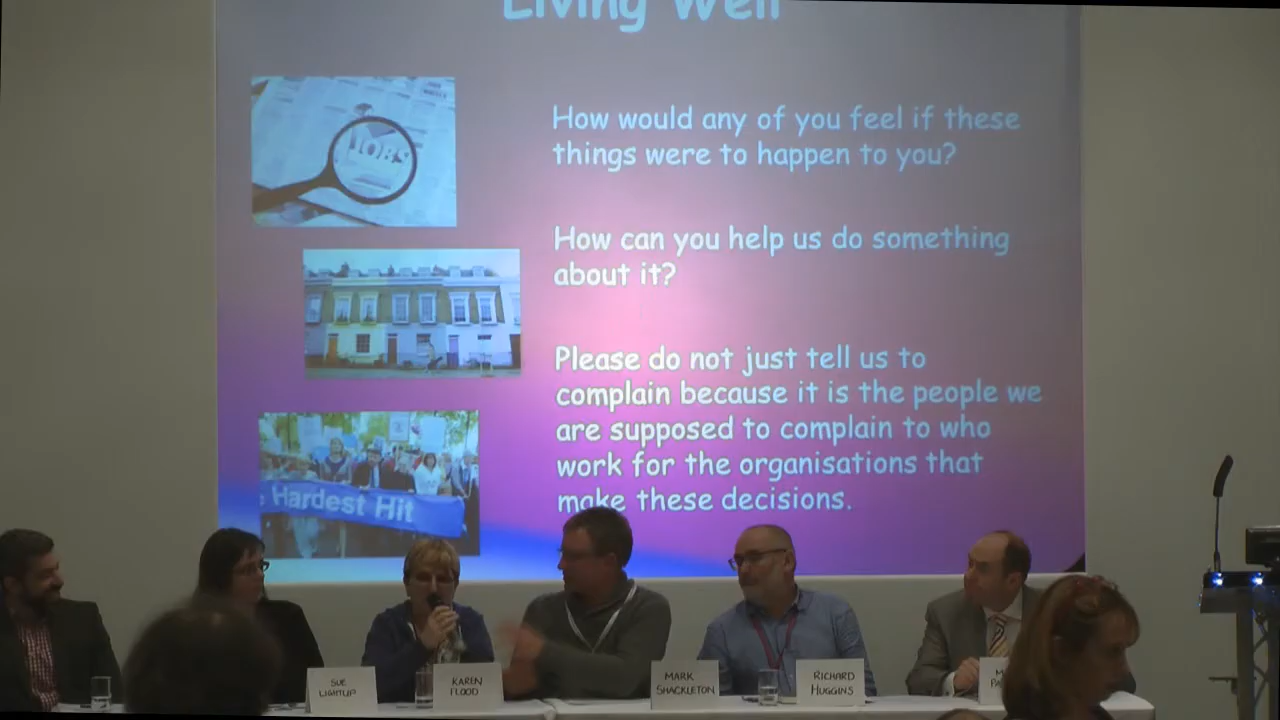 Living Well
JOBS
How would any of you feel if these
things were to happen to you?
How can you help us do something
about it?
Hardest Hit
Please do not just tell us to
complain because it is the people we
are supposed to complain to who
work for the organisations that
make these decisions.
SUE
LIGHTUP
KAREN
FLOOD
MARK
SHACKLETON
RICHARD
HUGGINS